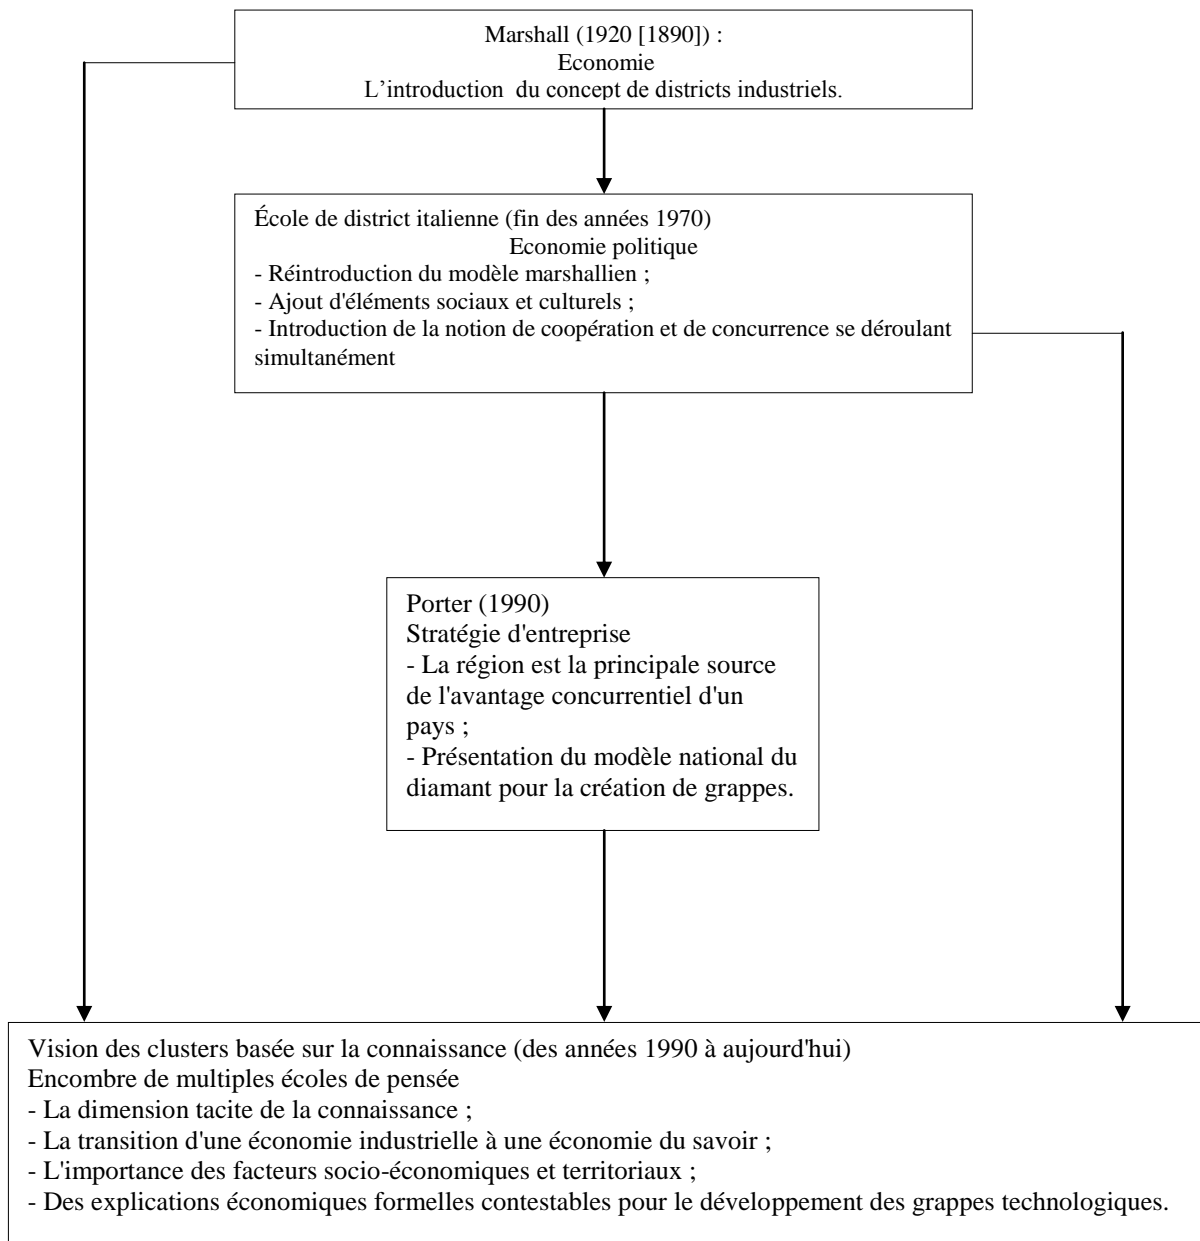 Marshall (1920 [1890]) :
Economie
L’introduction  du concept de districts industriels.
École de district italienne (fin des années 1970)
Economie politique
- Réintroduction du modèle marshallien ;
- Ajout d'éléments sociaux et culturels ;
- Introduction de la notion de coopération et de concurrence se déroulant
simultanément
Porter (1990)
Stratégie d'entreprise
- La région est la principale source
de l'avantage concurrentiel d'un
pays ;
- Présentation du modèle national du
diamant pour la création de grappes.
Vision des clusters basée sur la connaissance (des années 1990 à aujourd'hui)
Encombre de multiples écoles de pensée
- La dimension tacite de la connaissance ;
- La transition d'une économie industrielle à une économie du savoir ;
- L'importance des facteurs socio-économiques et territoriaux ;
- Des explications économiques formelles contestables pour le développement des grappes technologiques.